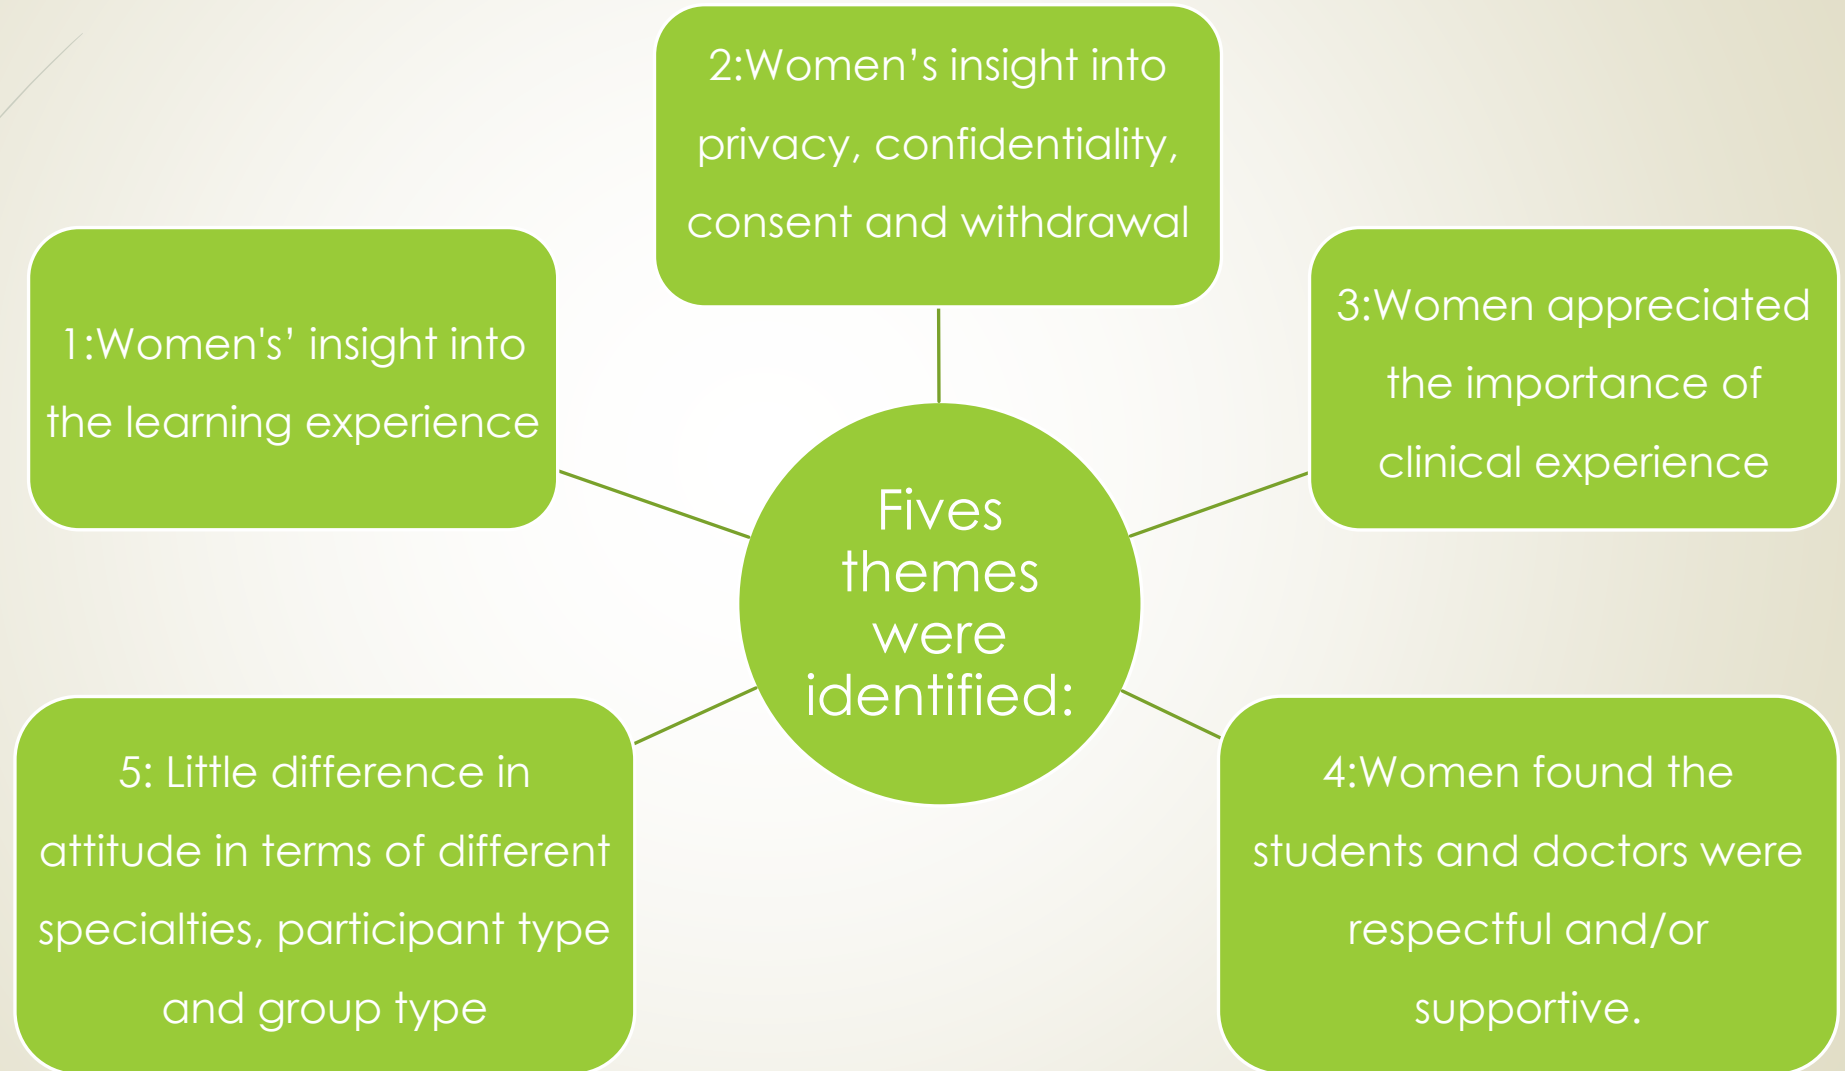 Fives
themes
were
identified:
1:Women's’ insight into
the learning experience
2:Women’s insight into
privacy, confidentiality,
consent and withdrawal
3:Women appreciated
the importance of
clinical experience
4:Women found the
students and doctors were
respectful and/or
supportive.
5: Little difference in
attitude in terms of different
specialties, participant type
and group type